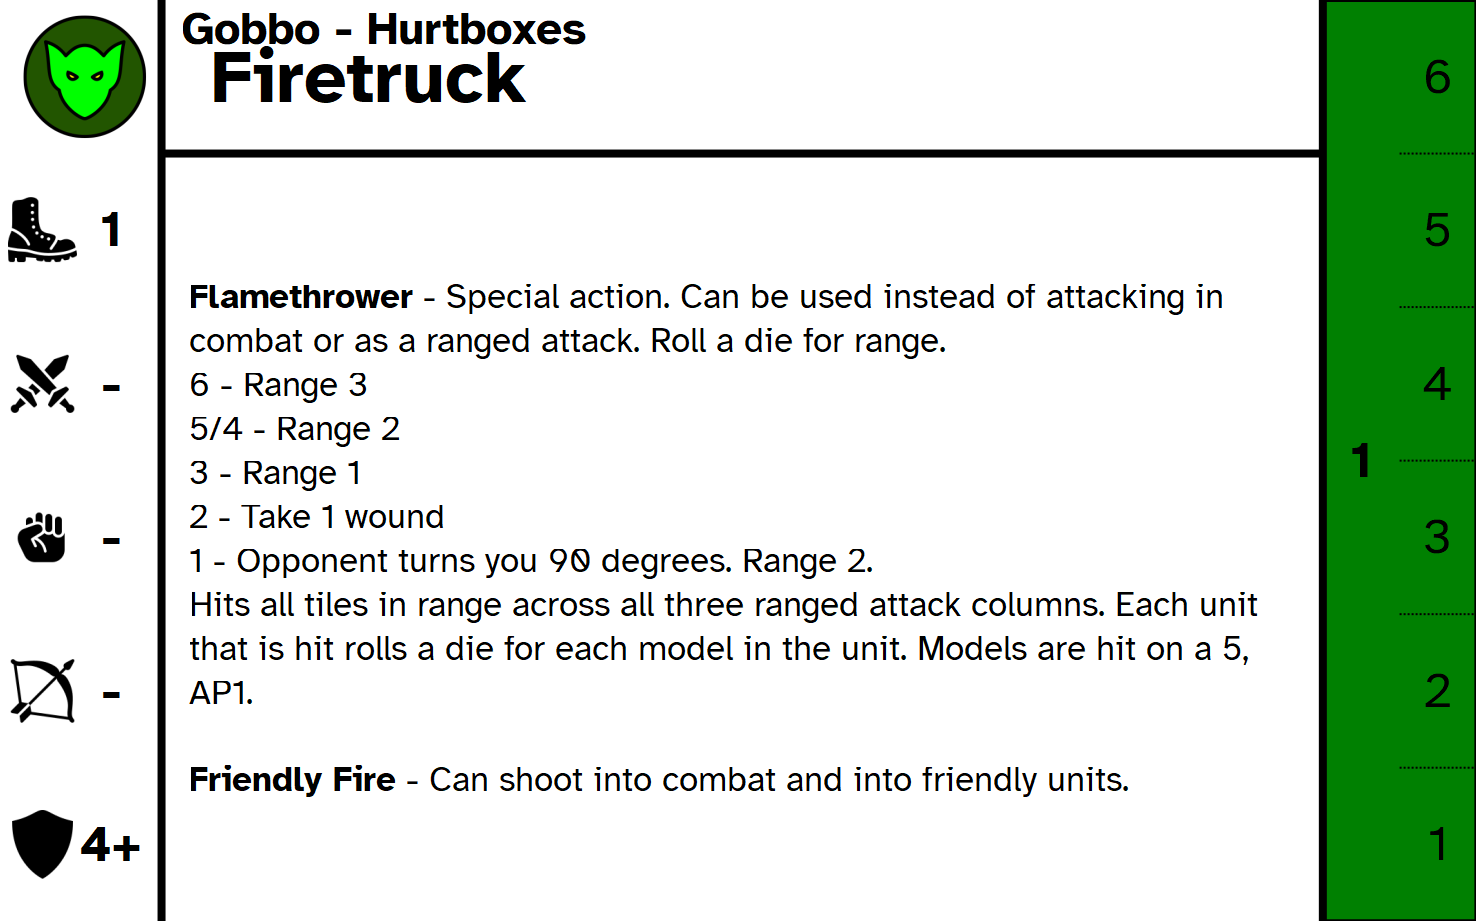 Gobbo - Hurtboxes
Firetruck
1
-
-
-
4+
Flamethrower - Special action. Can be used instead of attacking in
combat or as a ranged attack. Roll a die for range.
6 - Range 3
5/4 - Range 2
3 - Range 1
2 - Take 1 wound
1 - Opponent turns you 90 degrees. Range 2.
Hits all tiles in range across all three ranged attack columns. Each unit
that is hit rolls a die for each model in the unit. Models are hit on a 5,
AP1.
Friendly Fire - Can shoot into combat and into friendly units.
1
6
5
4
3
2
1